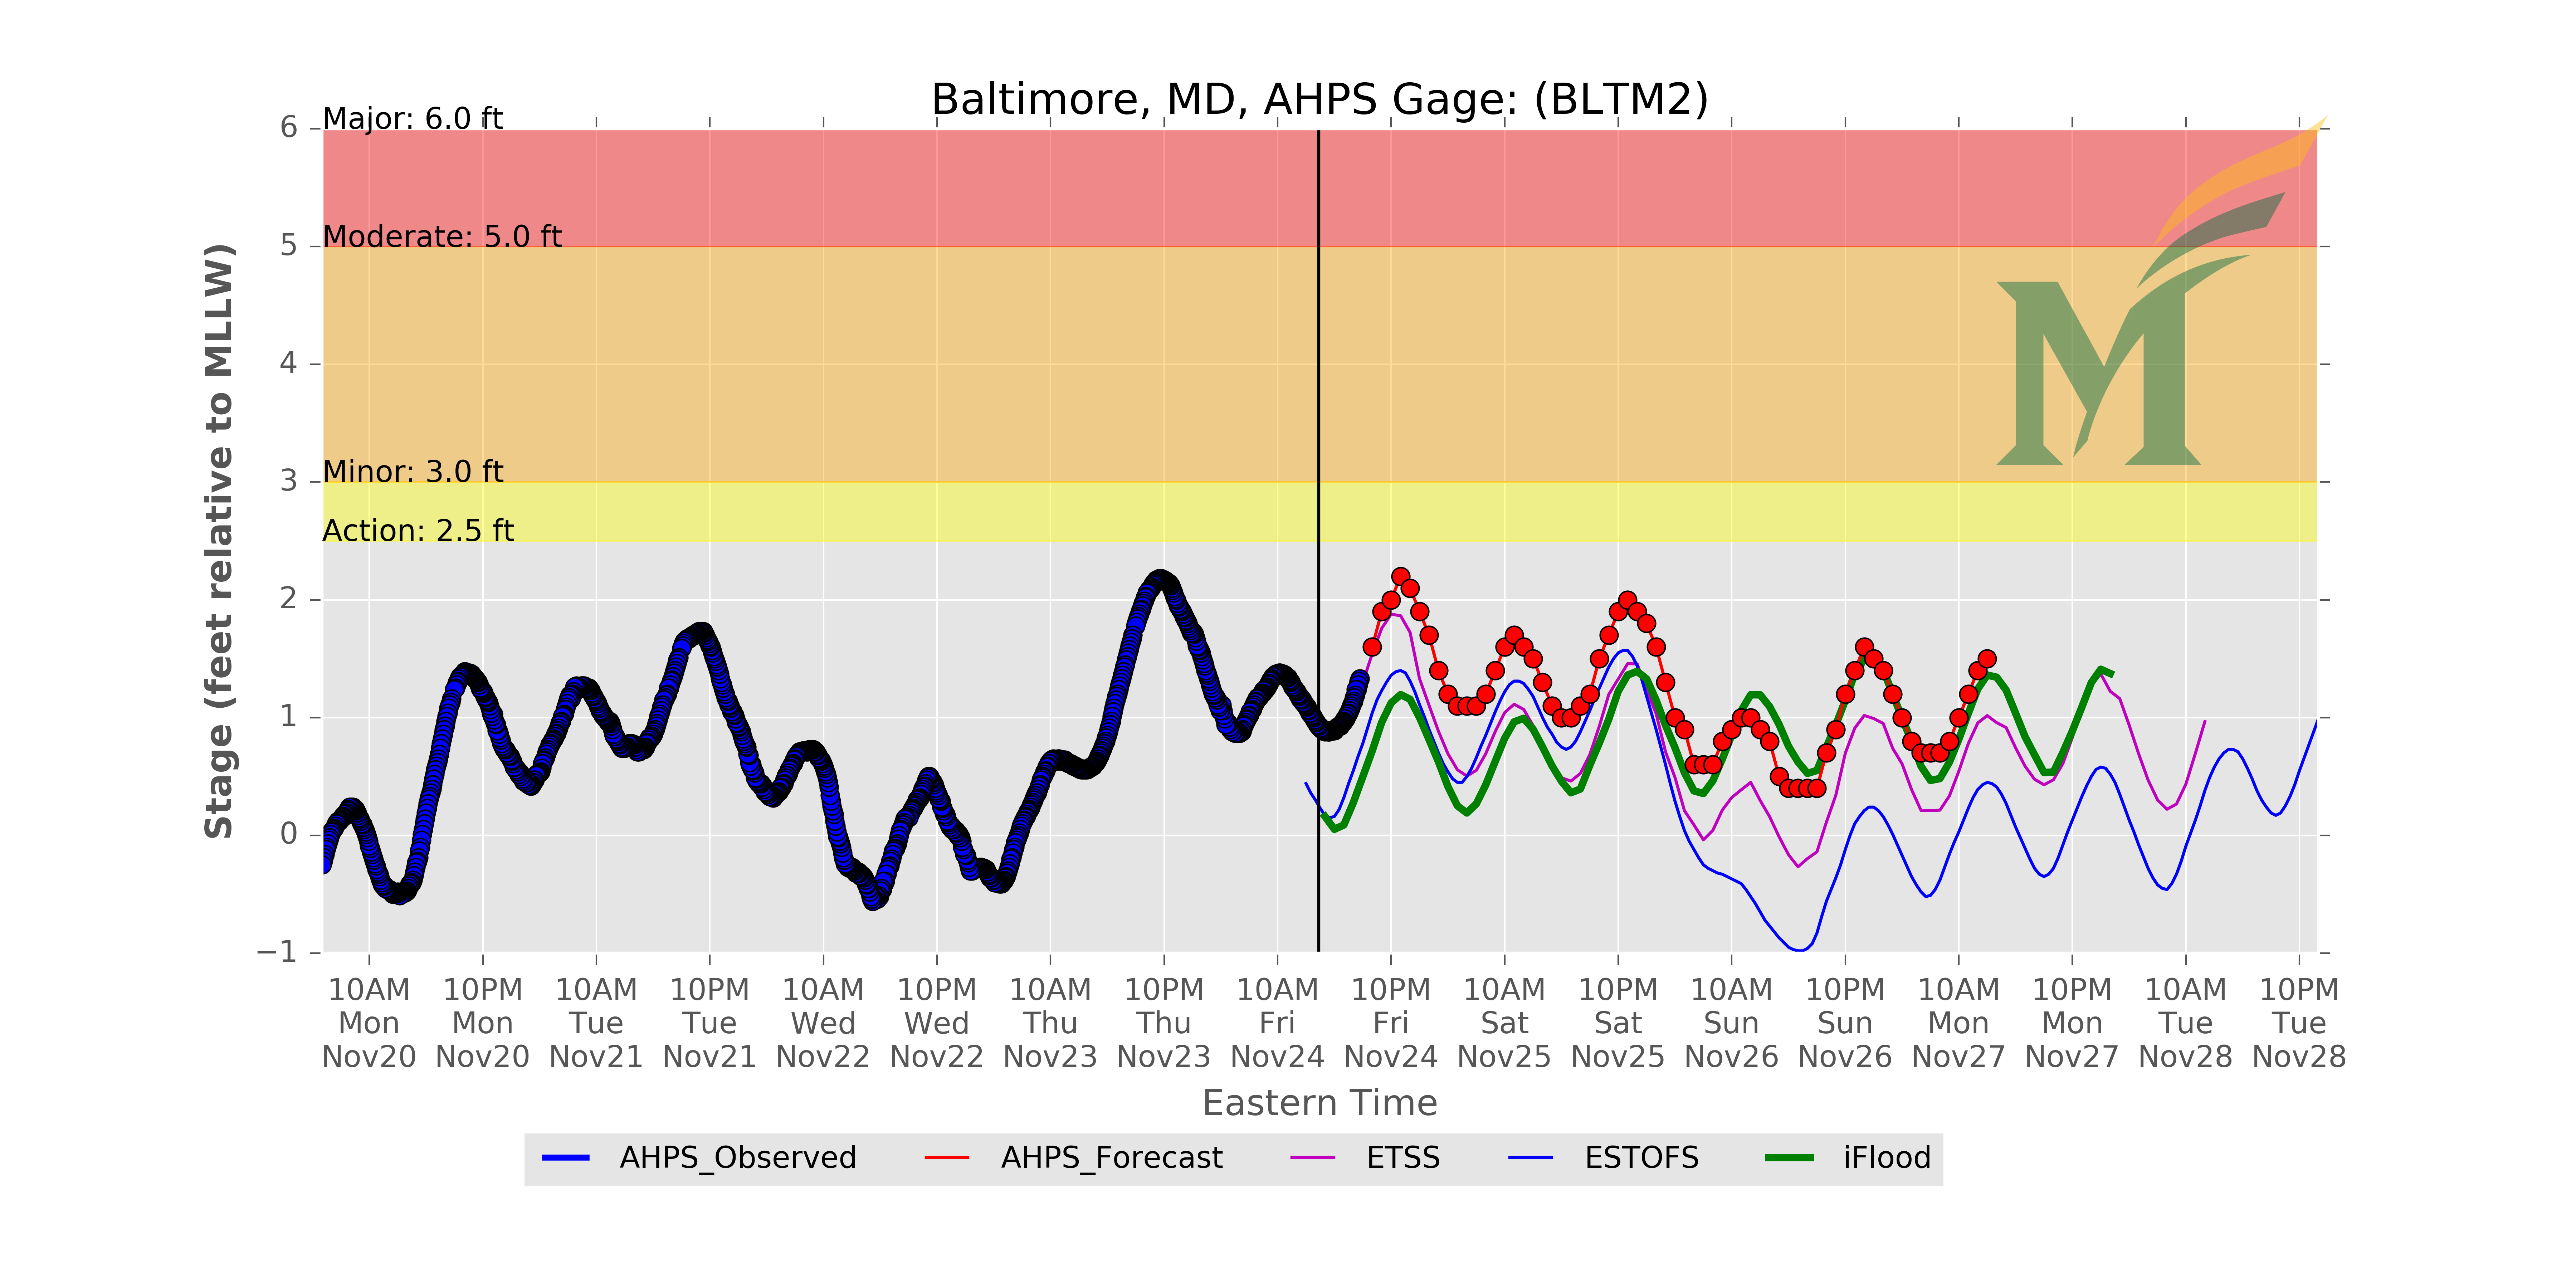 Baltimore, MD, AHPS Gage: (BLTM2)
Major: 6.0 ft
Moderate: 5.0 ft
Minor: 3.0 ft
Action: 2.5 ft
6
5
4
3
2
1
0
−1
Stage (feet relative to MLLW)
M
10AM 10PM 10AM 10PM 10AM 10PM 10AM 10PM 10AM 10PM 10AM 10PM 10AM 10PM 10AM 10PM 10AM 10PM
Mon Mon Tue Tue Wed Wed Thu Thu Fri Fri Sat Sat Sun Sun Mon Mon Tue Tue
Nov20 Nov20 Nov21 Nov21 Nov22 Nov22 Nov23 Nov23 Nov24 Nov24 Nov25 Nov25 Nov26 Nov26 Nov27 Nov27 Nov28 Nov28
Eastern Time
AHPS_Observed AHPS_Forecast ETSS ESTOFS iFlood